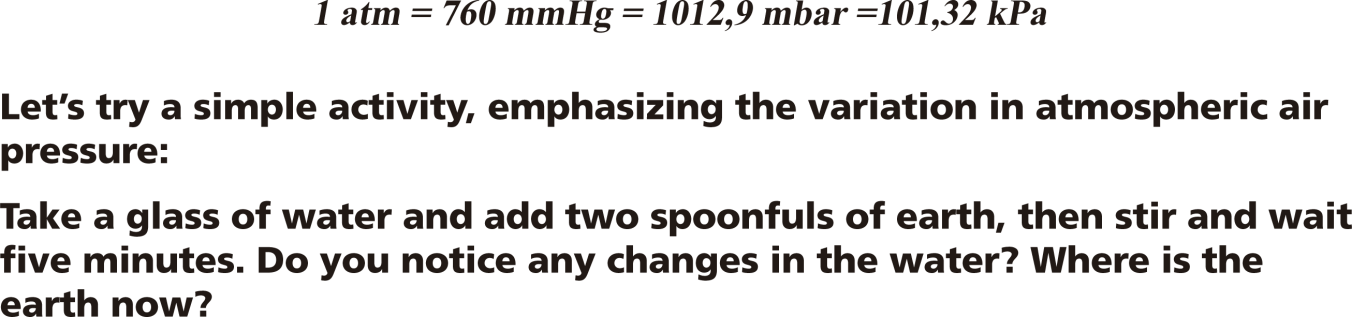 1 atm = 760 mmHg = 1012,9 mbar =101,32 kPa
Let’s try a simple activity, emphasizing the variation in atmospheric air
pressure:
Take a glass of water and add two spoonfuls of earth, then stir and wait
five minutes. Do you notice any changes in the water? Where is the
earth now?